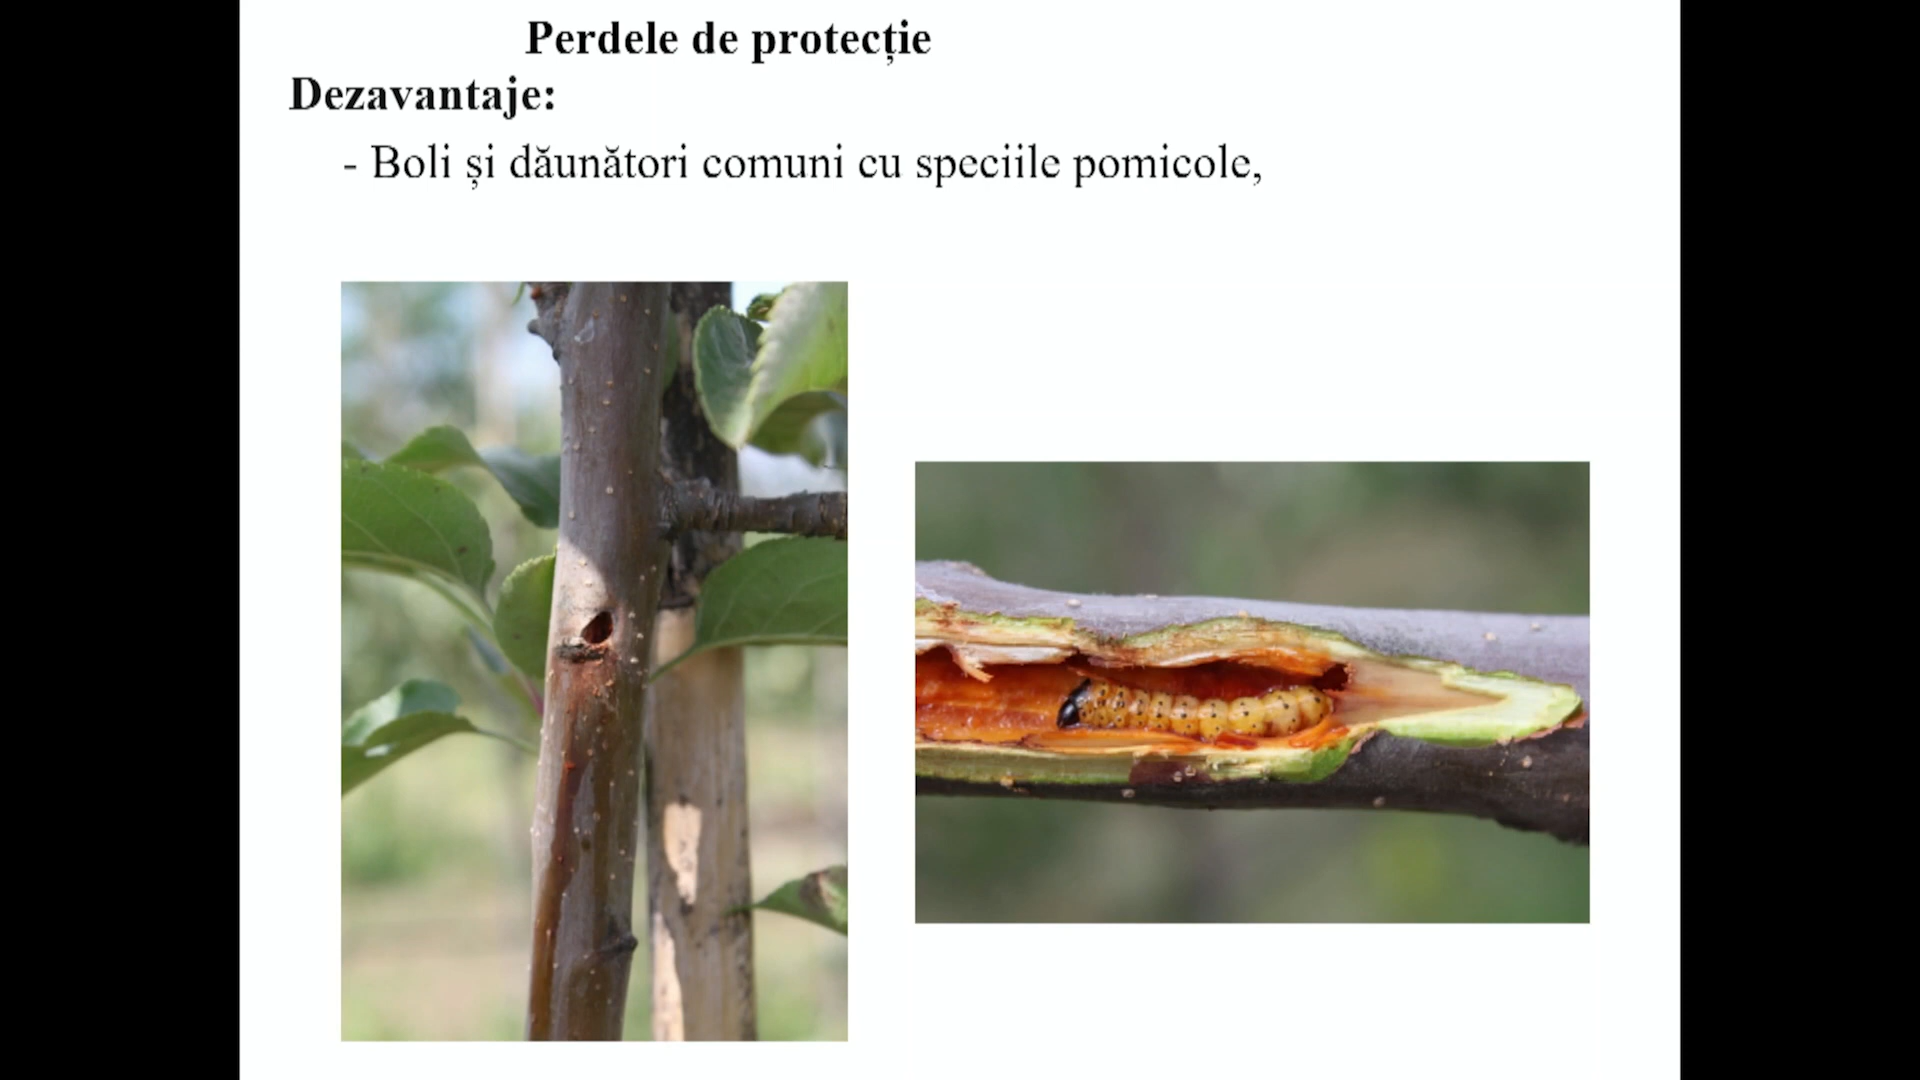 Perdele de protecție
Dezavantaje:
- Boli și dăunători comuni cu speciile pomicole,